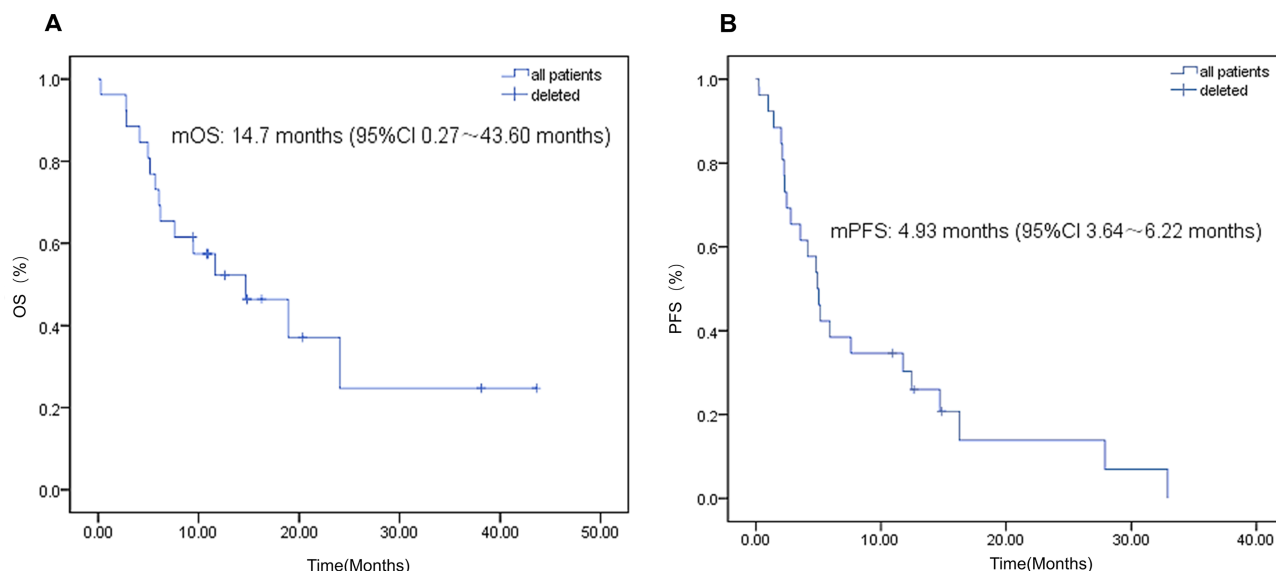 A
all patients
deleted
mOS: 14.7 months (95%CI 0.27～43.60 months)
OS（%）
1.0
0.8
0.6
0.4
0.2
0.0
0.00 10.00 20.00 30.00 40.00 50.00
Time(Months)
B
all patients
deleted
mPFS: 4.93 months (95%CI 3.64～6.22 months)
PFS（%）
1.0
0.8
0.6
0.4
0.2
0.0
0.00 10.00 20.00 30.00 40.00
Time(Months)